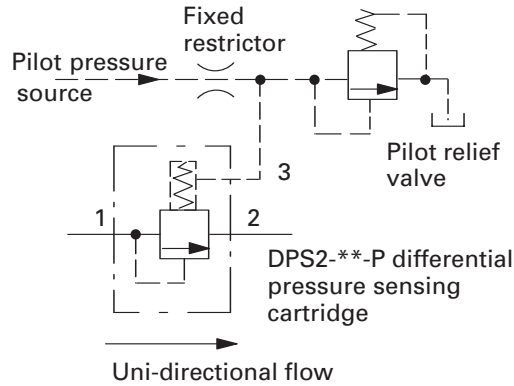 Fixed
restrictor
Pilot pressure
source
Pilot relief
valve
3
1
2
DPS2-**-P differential
pressure sensing
cartridge
Uni-directional flow